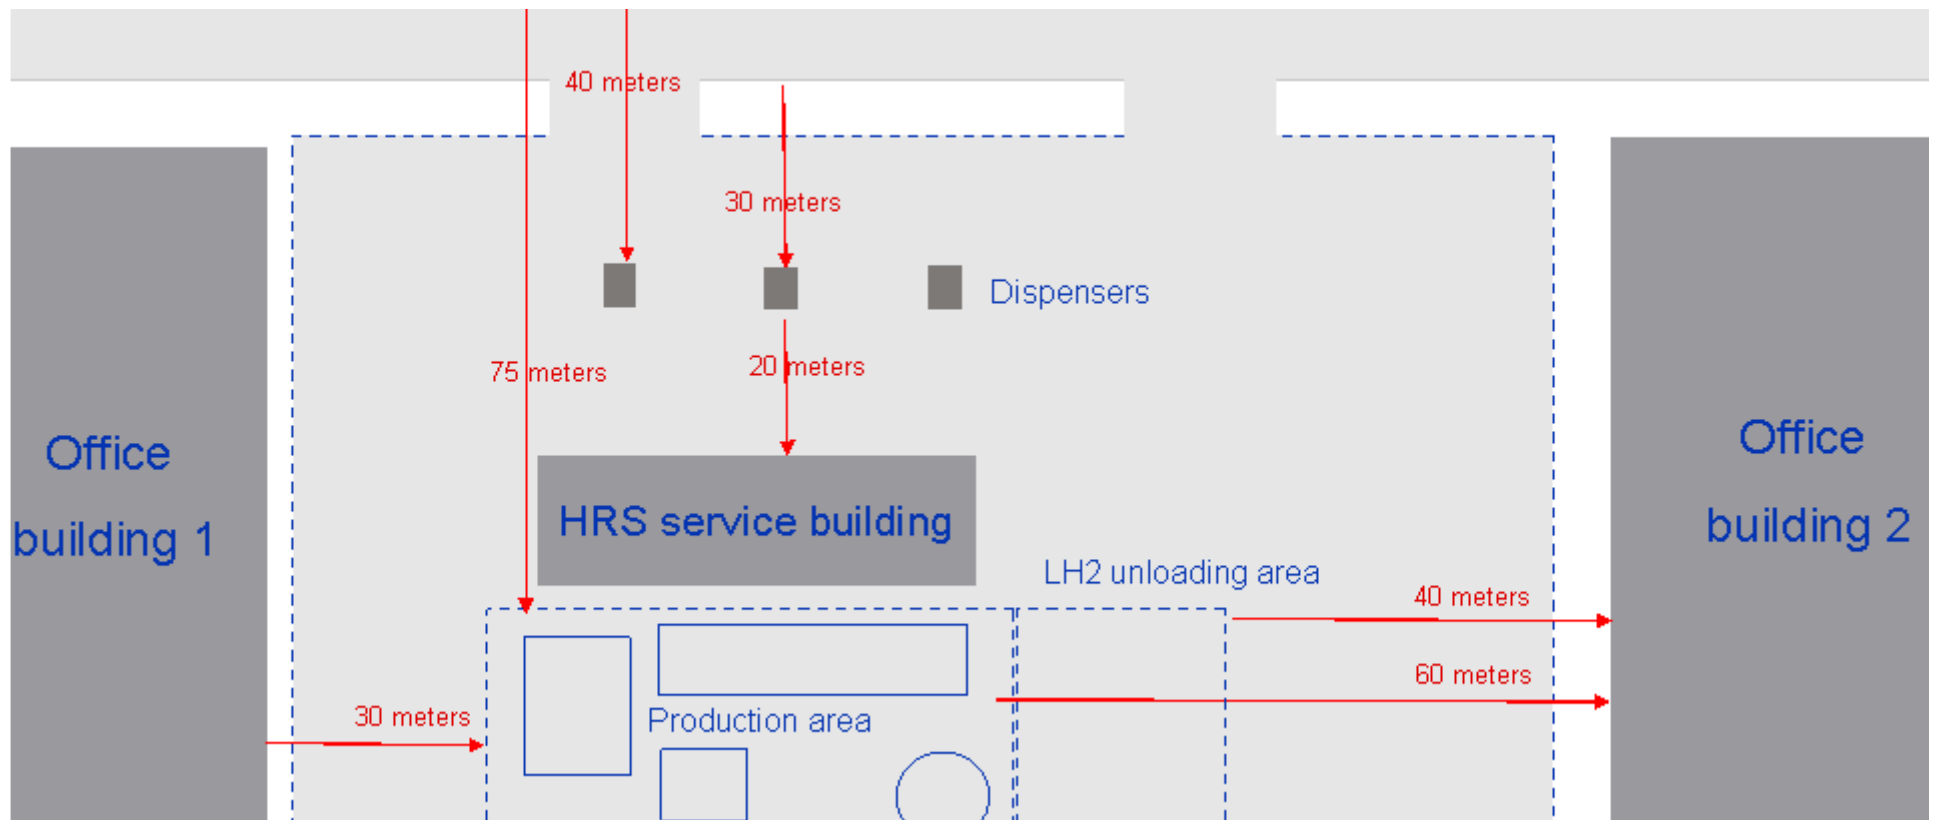 40 meters
30 meters
Dispensers
75 meters
20 meters
Office
building 1
HRS service building
Office
building 2
LH2 unloading area
40 meters
60 meters
30 meters
Production area